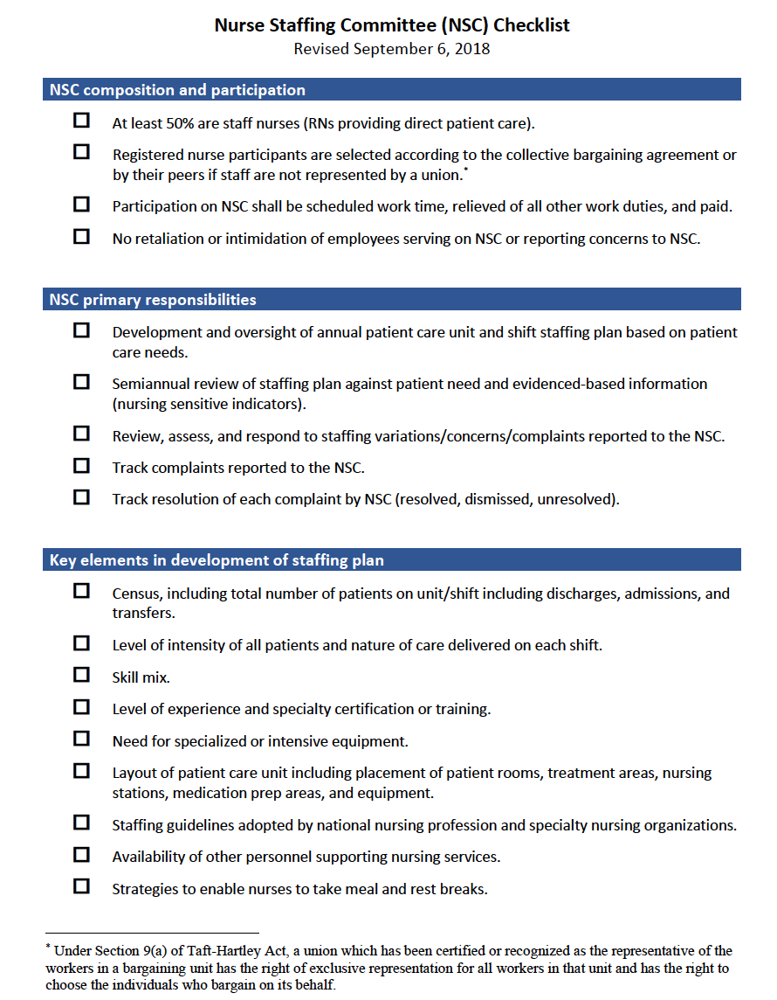 Nurse Staffing Committee (NSC) Checklist
Revised September 6, 2018
NSC composition and participation
At least 50% are staff nurses (RNs providing direct patient care).
Registered nurse participants are selected according to the collective bargaining agreement or
by their peers if staff are not represented by a union.*
Participation on NSC shall be scheduled work time, relieved of all other work duties, and paid.
No retaliation or intimidation of employees serving on NSC or reporting concerns to NSC.
NSC primary responsibilities
Development and oversight of annual patient care unit and shift staffing plan based on patient
care needs.
Semiannual review of staffing plan against patient need and evidenced-based information
(nursing sensitive indicators).
Review, assess, and respond to staffing variations/concerns/complaints reported to the NSC.
Track complaints reported to the NSC.
Track resolution of each complaint by NSC (resolved, dismissed, unresolved).
Key elements in development of staffing plan
Census, including total number of patients on unit/shift including discharges, admissions, and
transfers.
Level of intensity of all patients and nature of care delivered on each shift.
Skill mix.
Level of experience and specialty certification or training.
Need for specialized or intensive equipment.
Layout of patient care unit including placement of patient rooms, treatment areas, nursing
stations, medication prep areas, and equipment.
Staffing guidelines adopted by national nursing profession and specialty nursing organizations.
Availability of other personnel supporting nursing services.
Strategies to enable nurses to take meal and rest breaks.
* Under Section 9(a) of Taft-Hartley Act, a union which has been certified or recognized as the representative of the
workers in a bargaining unit has the right of exclusive representation for all workers in that unit and has the right to
choose the individuals who bargain on its behalf.